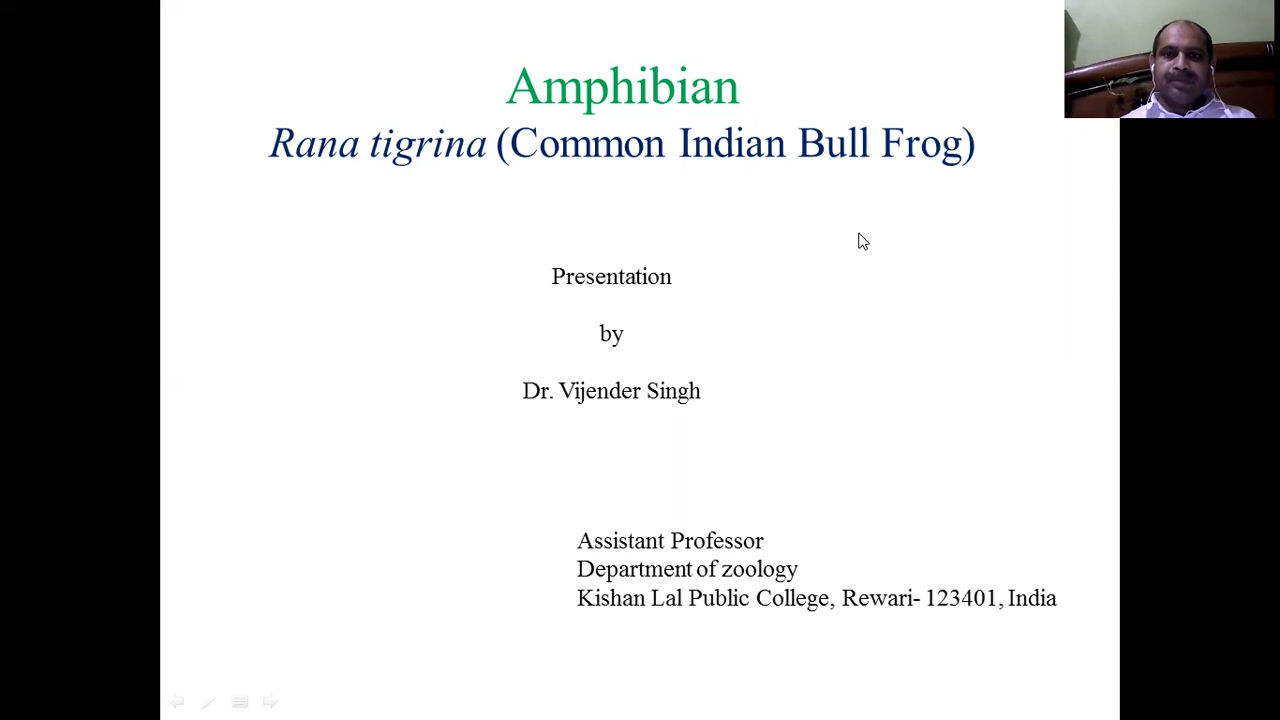 Amphibian
Rana tigrina (Common Indian Bull Frog)
Presentation
by
Dr. Vijender Singh
Assistant Professor
Department of zoology
Kishan Lal Public College, Rewari- 123401, India